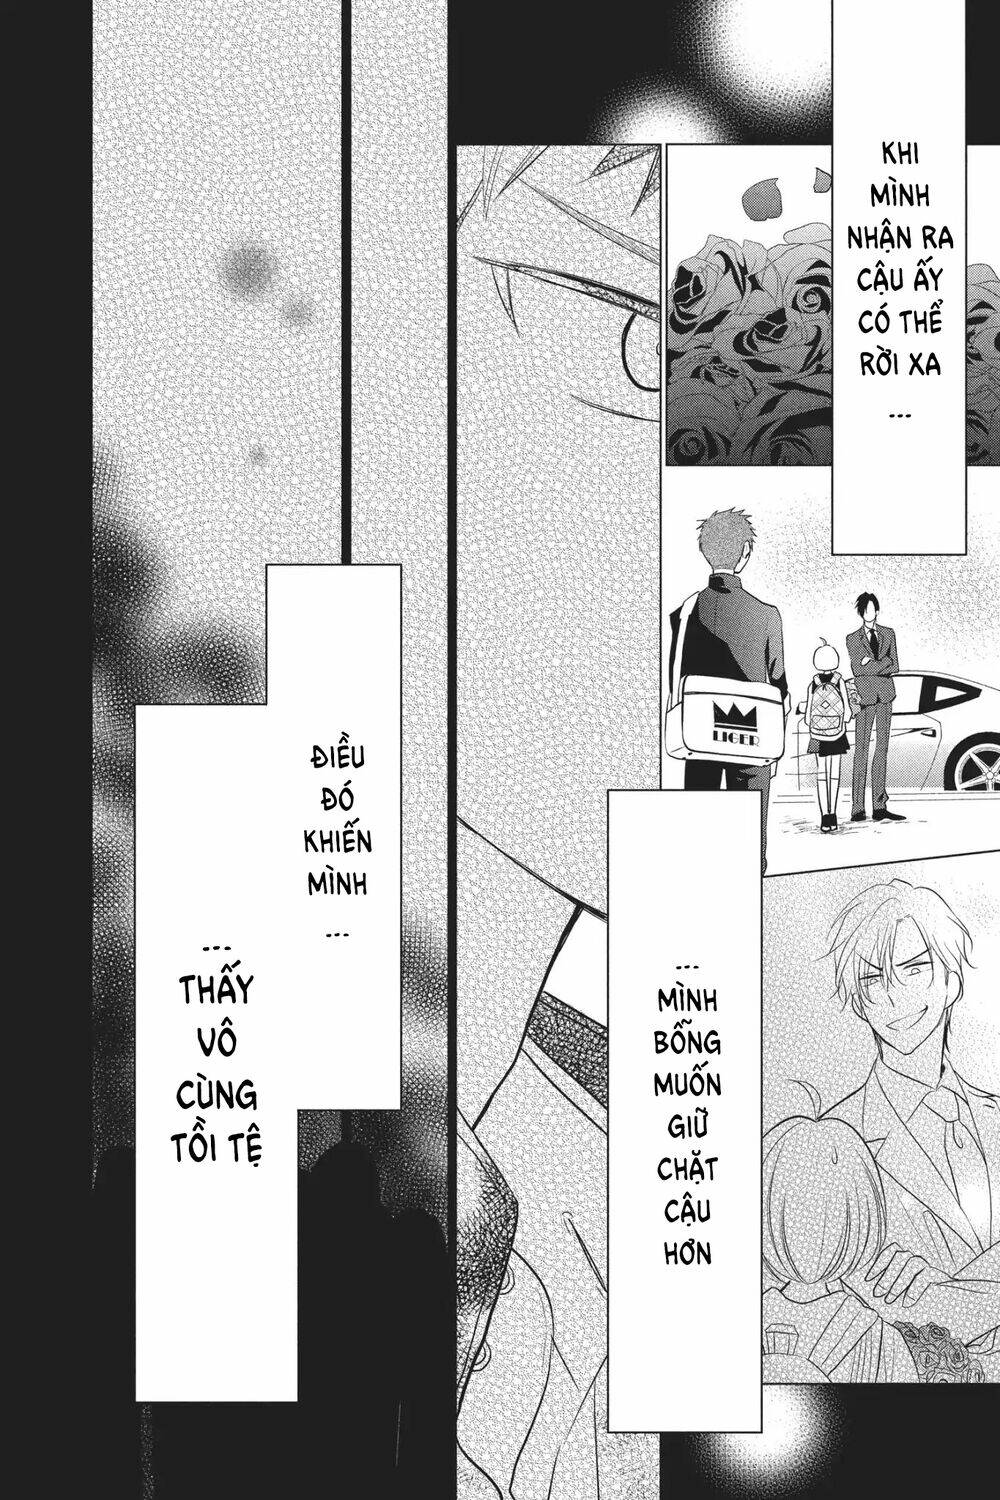 KHI
MÌNH
NHẬN RA
CẬU ẤY
CÓ THỂ
RỜI XA
...
LIGER
...
MÌNH
BỖNG
MUỐN
GIỮ
CHẶT
CẬU
HƠN
ĐIỀU
ĐÓ
KHIẾN
MÌNH
...
...
THẤY
VÔ
CÙNG
TỒI TỆ